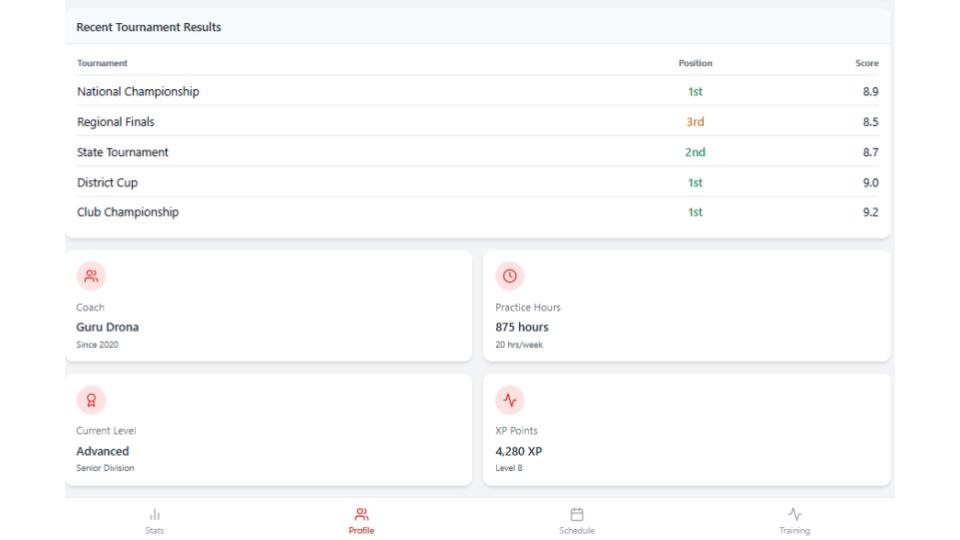 Recent Tournament Results
Tournament Position Score
National Championship 1st 8.9
Regional Finals 3rd 8.5
State Tournament 2nd 8.7
District Cup 1st 9.0
Club Championship 1st 9.2
Coach
Guru Drona
Since 2020
Practice Hours
875 hours
20 hrs/week
Current Level
Advanced
Senior Division
XP Points
4,280 XP
Level 8
Stats Profile Schedule Training